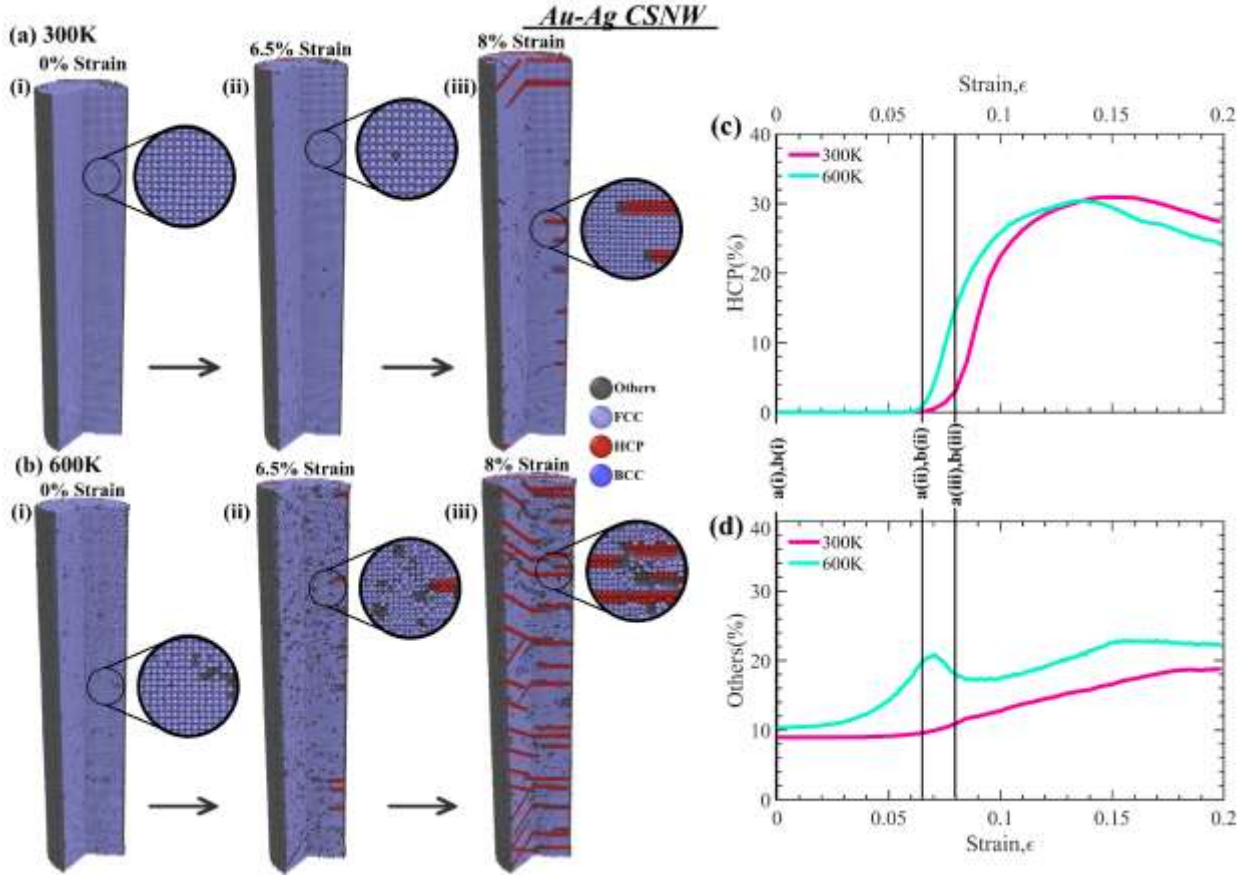 Au-Ag CSNW
(a) 300K
0% Strain
6.5% Strain
8% Strain
(i)
(ii)
(iii)
Others
FCC
HCP
BCC
(b) 600K
0% Strain
6.5% Strain
8% Strain
(i)
(ii)
(iii)
(c)
Strain,ϵ
0 0.05 0.1 0.15 0.2
40
30
20
10
0
HCP(%)
300K
600K
a(i),b(i)
a(ii),b(ii)
a(iii),b(iii)
(d)
40
30
20
10
0
Others(%)
300K
600K
0 0.05 0.1 0.15 0.2
Strain,ϵ